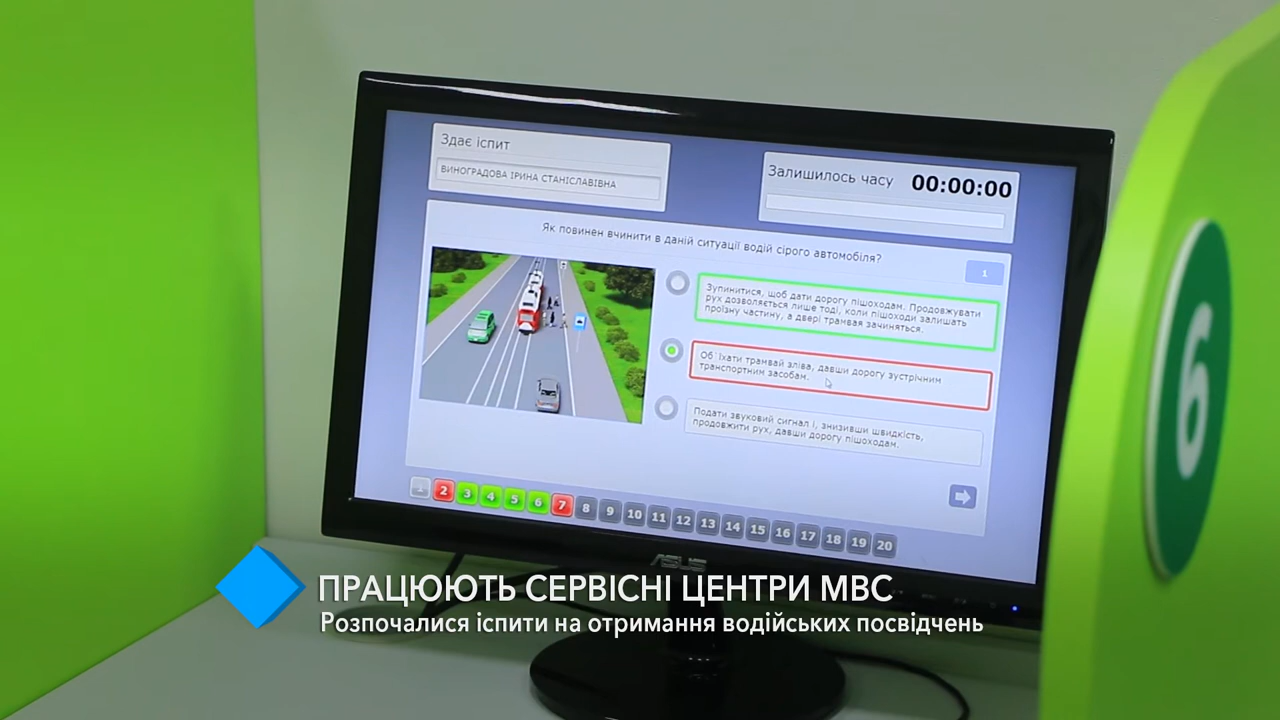 Здає іспит
ВИНОГРАДОВА ІРИНА СТАНІСЛАВІВНА
Залишилось часу 00:00:00
Як повинен вчинити в даній ситуації водій сірого автомобіля?
1
Зупинитися, щоб дати дорогу пішоходам. Продовжувати
рух дозволяється лише тоді, коли пішоходи залишать
проїзну частину, а двері трамвая зачиняться.
Об`їхати трамвай зліва, давши дорогу зустрічним
транспортним засобам.
Подати звуковий сигнал і, знизивши швидкість,
продовжити рух, давши дорогу пішоходам.
1 2 3 4 5 6 7 8 9 10 11 12 13 14 15 16 17 18 19 20
ASUS
6
ПРАЦЮЮТЬ СЕРВІСНІ ЦЕНТРИ МВС
Розпочалися іспити на отримання водійських посвідчень